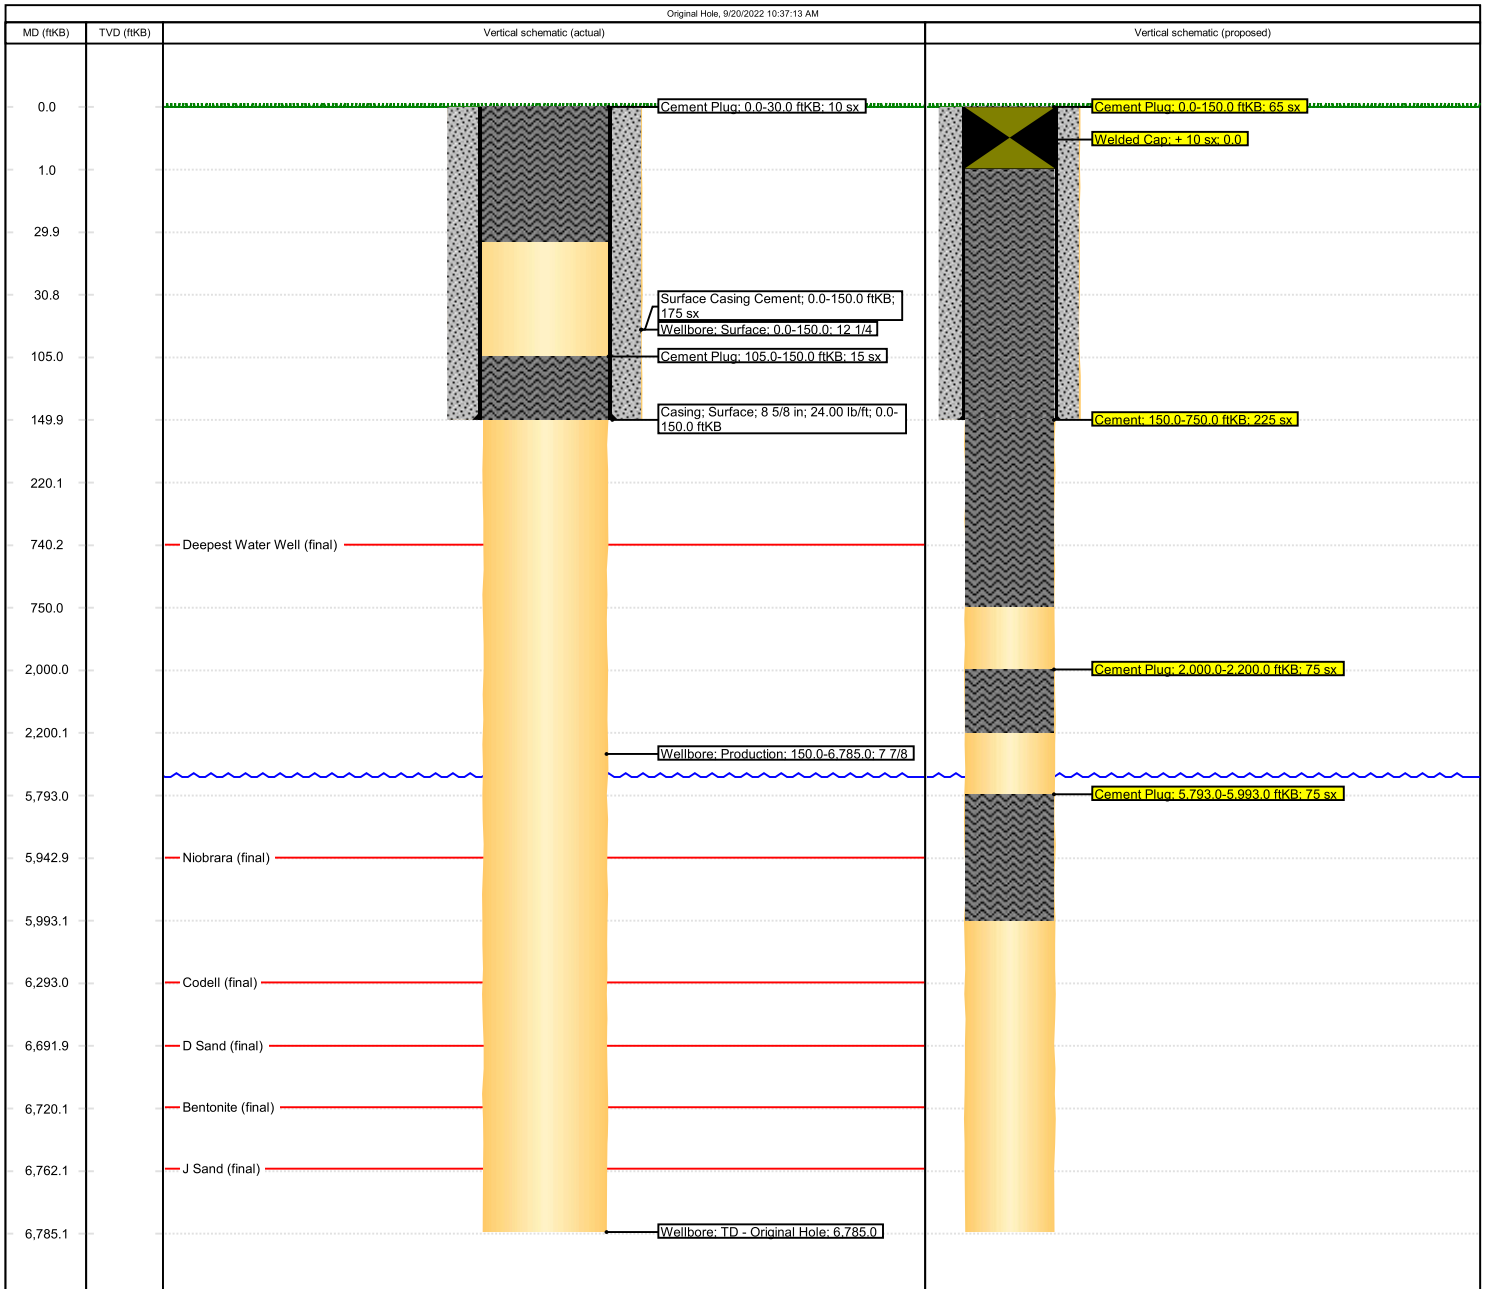 Original Hole, 9/20/2022 10:37:13 AM
MD (ftKB)
TVD (ftKB)
Vertical schematic (actual)
Vertical schematic (proposed)
0.0
Cement Plug; 0.0-30.0 ftKB; 10 sx
Cement Plug; 0.0-150.0 ftKB; 65 sx
Welded Cap; + 10 sx; 0.0
1.0
29.9
30.8
Surface Casing Cement; 0.0-150.0 ftKB;
175 sx
Wellbore; Surface; 0.0-150.0; 12 1/4
105.0
Cement Plug; 105.0-150.0 ftKB; 15 sx
Casing; Surface; 8 5/8 in; 24.00 lb/ft; 0.0-
150.0 ftKB
149.9
Cement; 150.0-750.0 ftKB; 225 sx
220.1
740.2
Deepest Water Well (final)
750.0
2,000.0
Cement Plug; 2,000.0-2,200.0 ftKB; 75 sx
2,200.1
Wellbore; Production; 150.0-6,785.0; 7 7/8
5,793.0
Cement Plug; 5,793.0-5,993.0 ftKB; 75 sx
5,942.9
Niobrara (final)
5,993.1
6,293.0
Codell (final)
6,691.9
D Sand (final)
6,720.1
Bentonite (final)
6,762.1
J Sand (final)
6,785.1
Wellbore; TD - Original Hole; 6,785.0